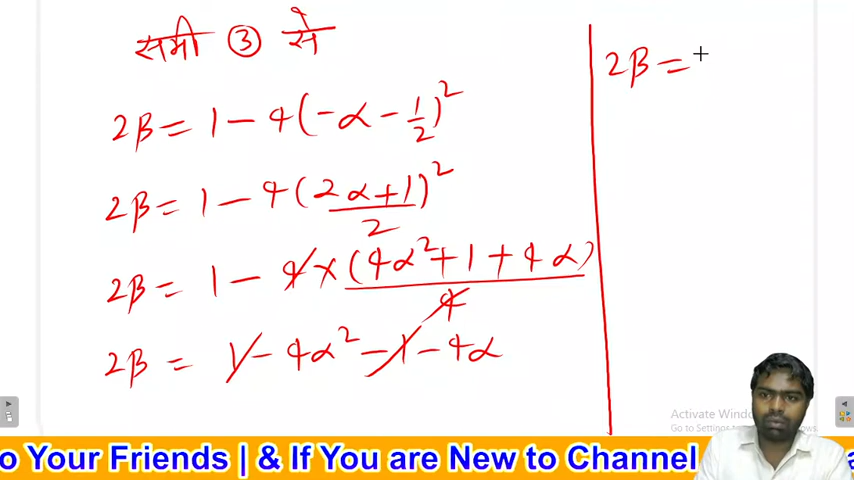 समी ③ से
2β = 1 - 4(-α - 1/2)²
2β = 1 - 4(2α+1)²/2
2β = 1 - 4×(4α²+1+4α)/4
2β = 1 - 4α² - 1 - 4α
2β =
Activate Windo
Go to Settings to
o Your Friends | & If You are New to Channel